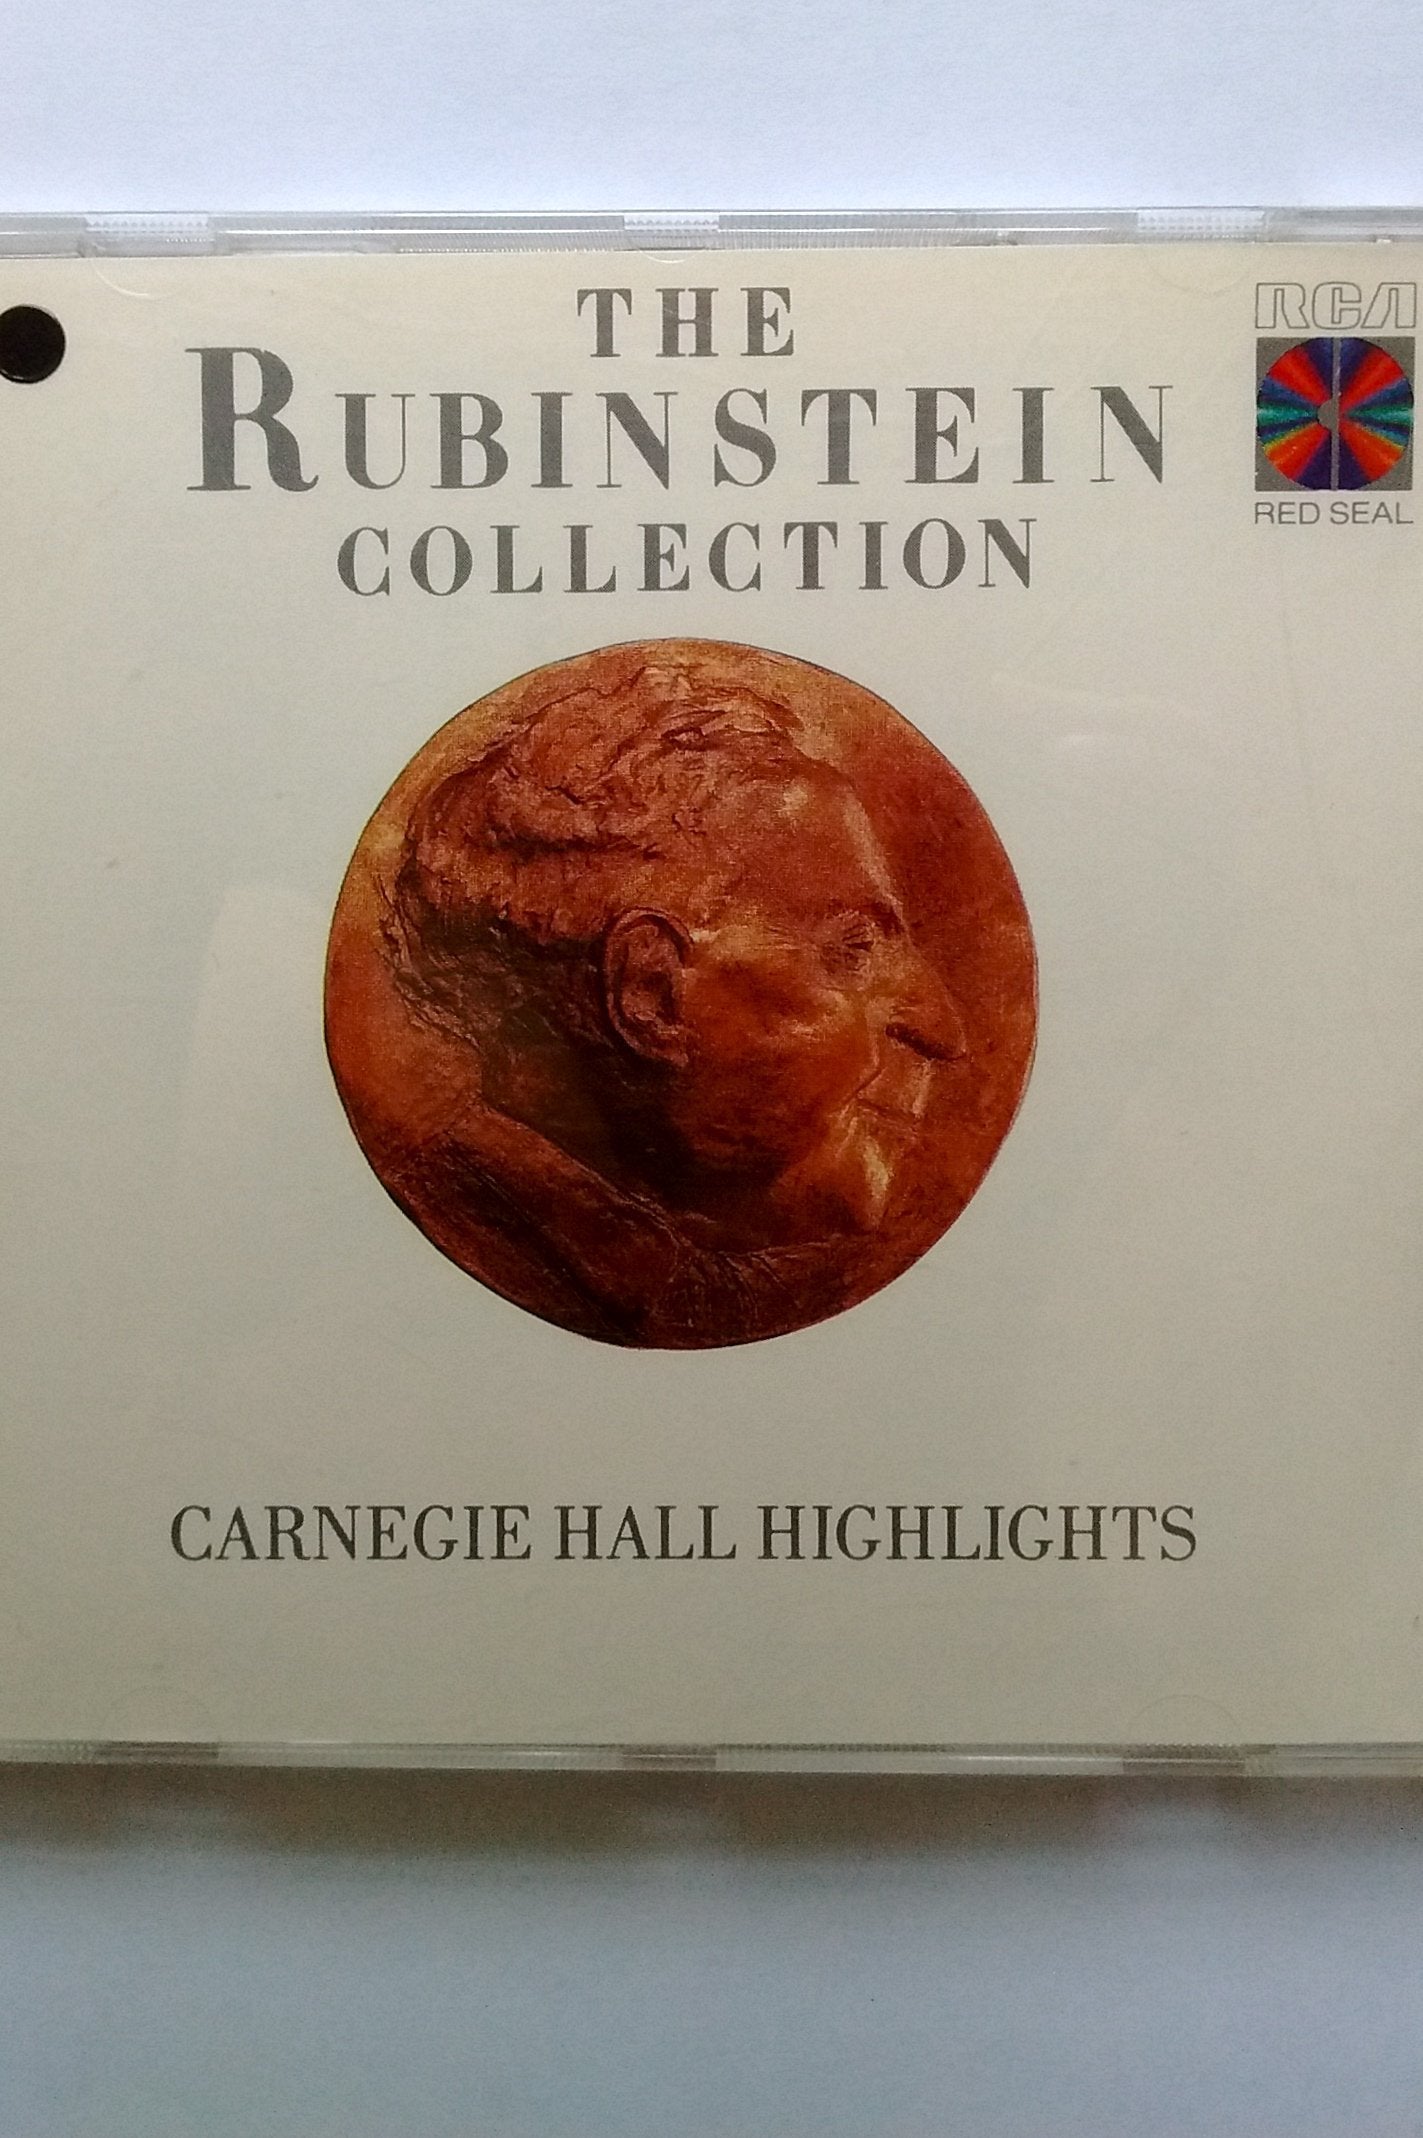 THE
RUBINSTEIN
COLLECTION
RCA
RED SEAL
CARNEGIE HALL HIGHLIGHTS